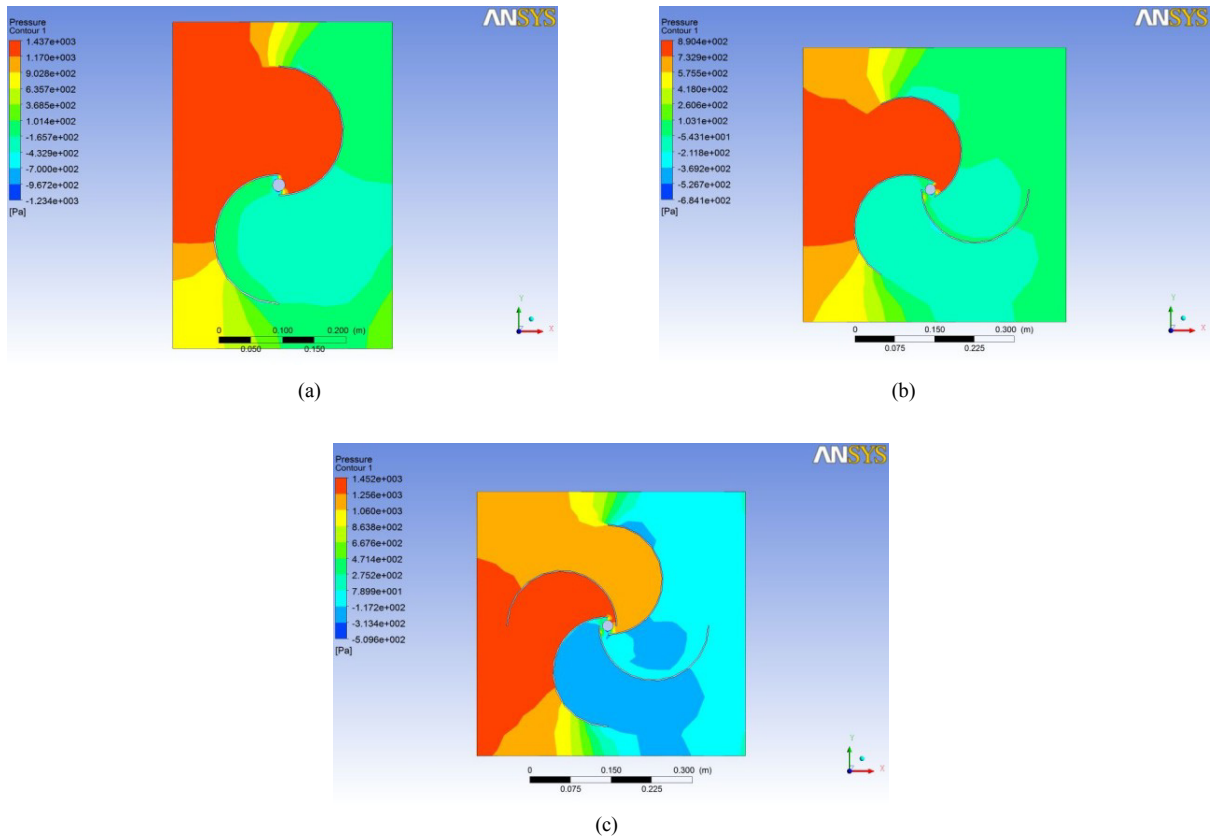 Pressure
Contour 1
1.437e+003
1.170e+003
9.028e+002
6.357e+002
3.685e+002
1.014e+002
-1.657e+002
-4.329e+002
-7.000e+002
-9.672e+002
-1.234e+003
[Pa]
ANSYS
0 0.100 0.200 (m)
0.050 0.150
Y
X
(a)
Pressure
Contour 1
8.904e+002
7.329e+002
5.755e+002
4.180e+002
2.606e+002
1.031e+002
-5.431e+001
-2.118e+002
-3.692e+002
-5.267e+002
-6.841e+002
[Pa]
ANSYS
0 0.150 0.300 (m)
0.075 0.225
Y
X
(b)
Pressure
Contour 1
1.452e+003
1.256e+003
1.060e+003
8.638e+002
6.676e+002
4.714e+002
2.752e+002
7.899e+001
-1.172e+002
-3.134e+002
-5.096e+002
[Pa]
ANSYS
0 0.150 0.300 (m)
0.075 0.225
Y
X
(c)